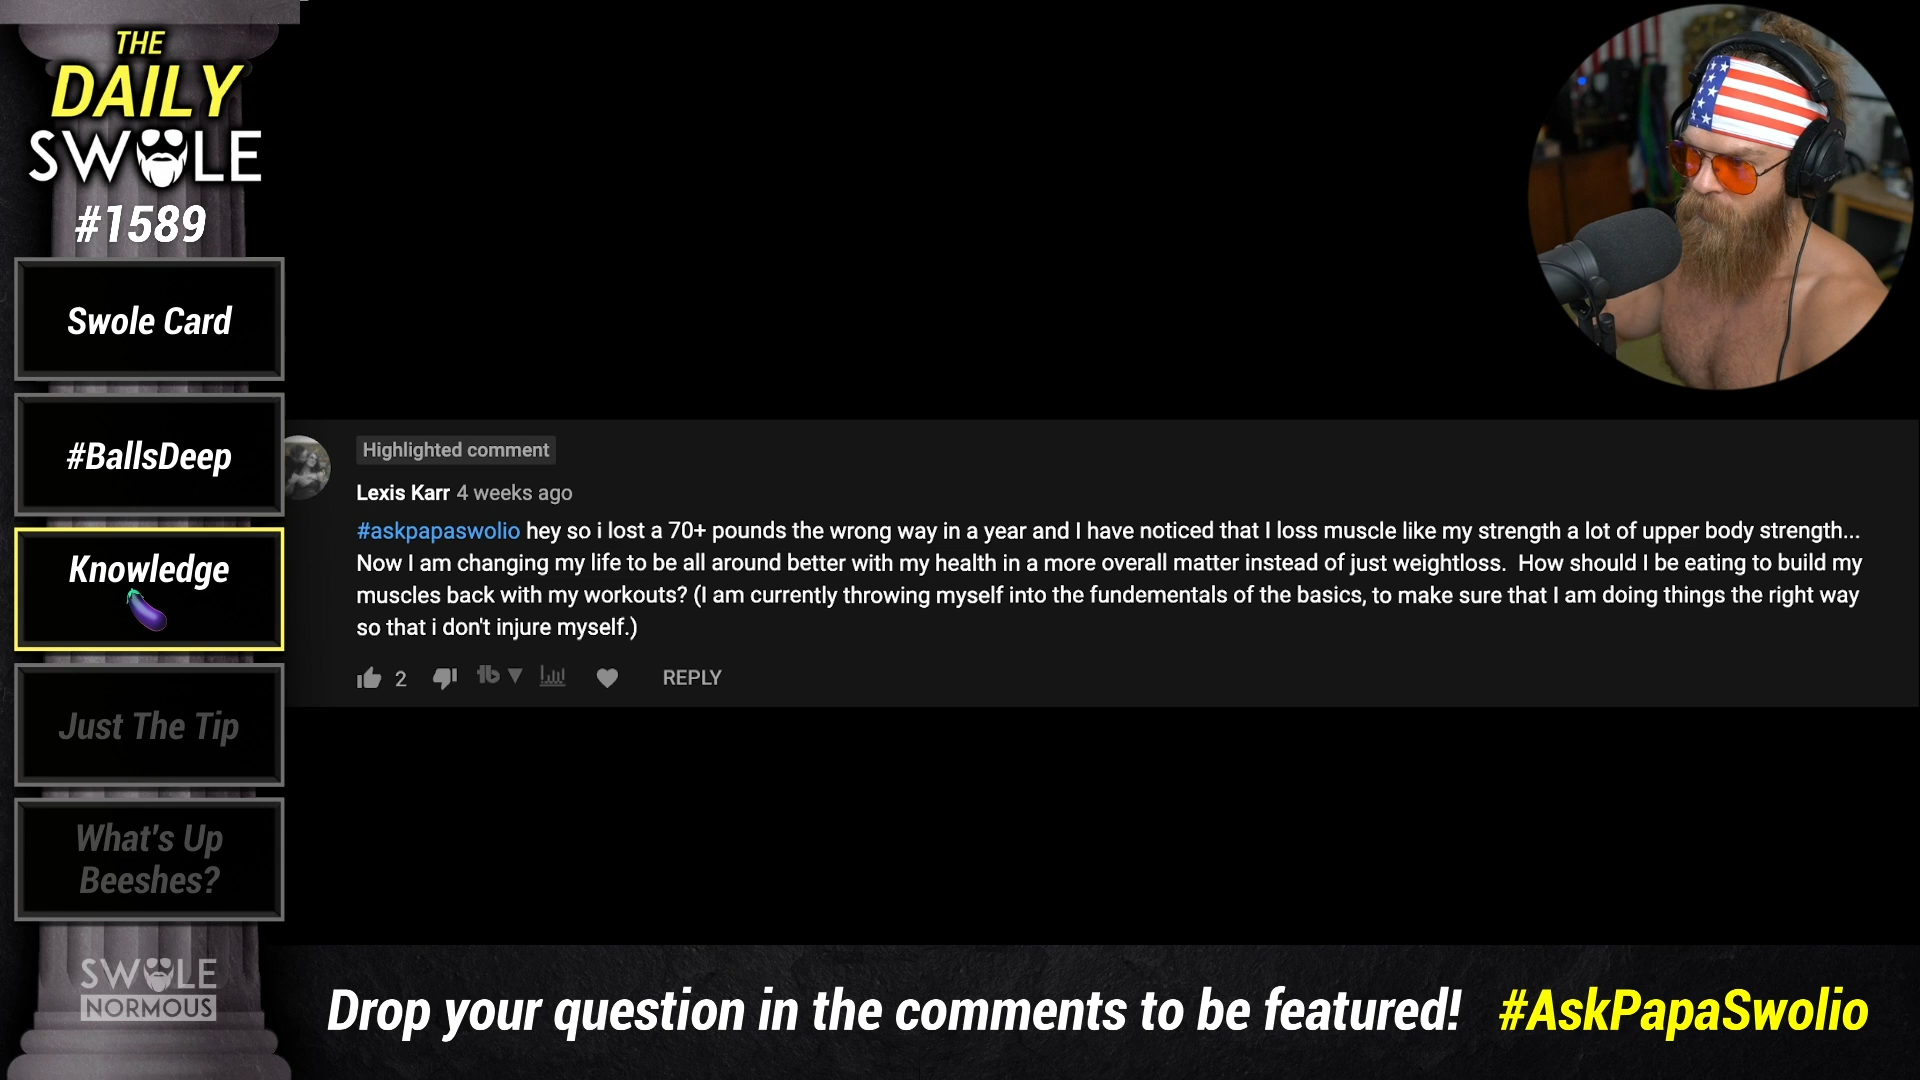 THE
DAILY
SWOLE
#1589
Swole Card
#BallsDeep
Knowledge
Just The Tip
What's Up
Beeshes?
SWOLE
NORMOUS
Highlighted comment
Lexis Karr 4 weeks ago
#askpapaswolio hey so i lost a 70+ pounds the wrong way in a year and I have noticed that I loss muscle like my strength a lot of upper body strength...
Now I am changing my life to be all around better with my health in a more overall matter instead of just weightloss.  How should I be eating to build my
muscles back with my workouts? (I am currently throwing myself into the fundementals of the basics, to make sure that I am doing things the right way
so that i don't injure myself.)
2
REPLY
Drop your question in the comments to be featured! #AskPapaSwolio